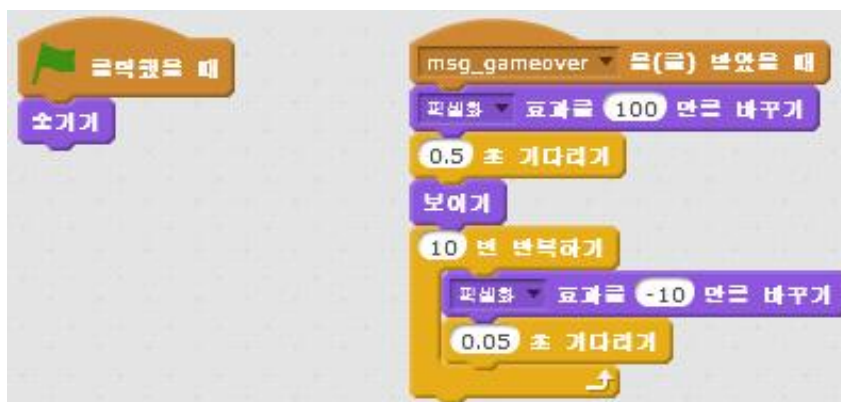 클릭했을 때
숨기기
msg_gameover 을(를) 받았을 때
픽셀화 효과를 100 만큼 바꾸기
0.5 초 기다리기
보이기
10 번 반복하기
픽셀화 효과를 -10 만큼 바꾸기
0.05 초 기다리기